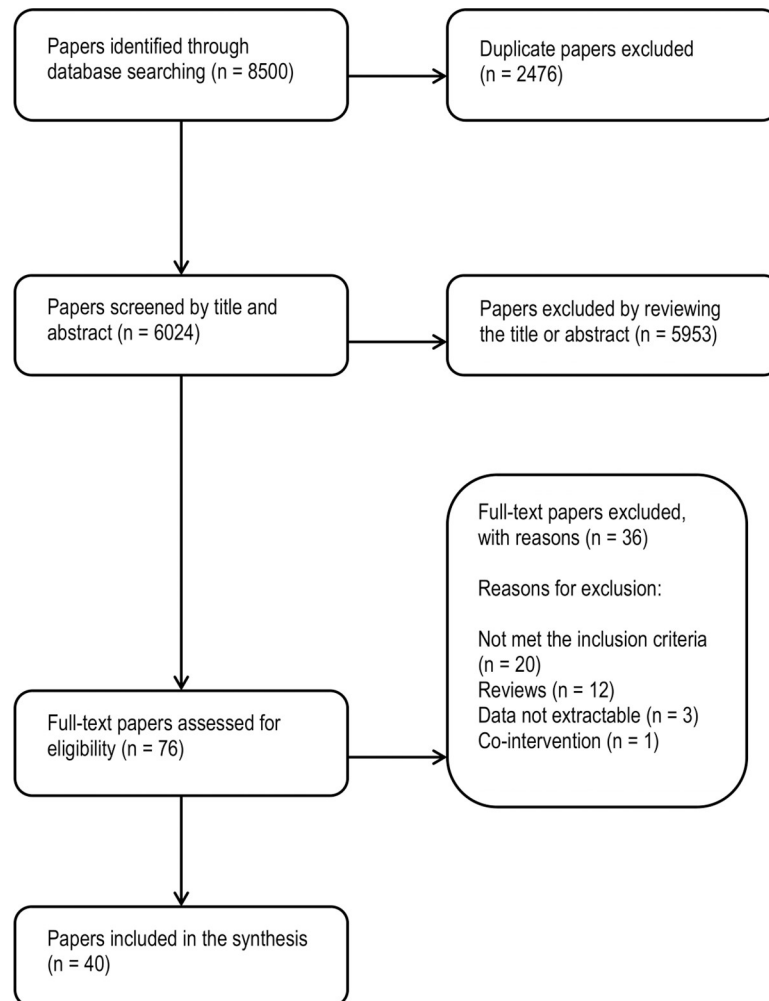 Papers identified through
database searching (n = 8500)
Duplicate papers excluded
(n = 2476)
Papers screened by title and
abstract (n = 6024)
Papers excluded by reviewing
the title or abstract (n = 5953)
Full-text papers excluded,
with reasons (n = 36)
Reasons for exclusion:
Not met the inclusion criteria
(n = 20)
Reviews (n = 12)
Data not extractable (n = 3)
Co-intervention (n = 1)
Full-text papers assessed for
eligibility (n = 76)
Papers included in the synthesis
(n = 40)